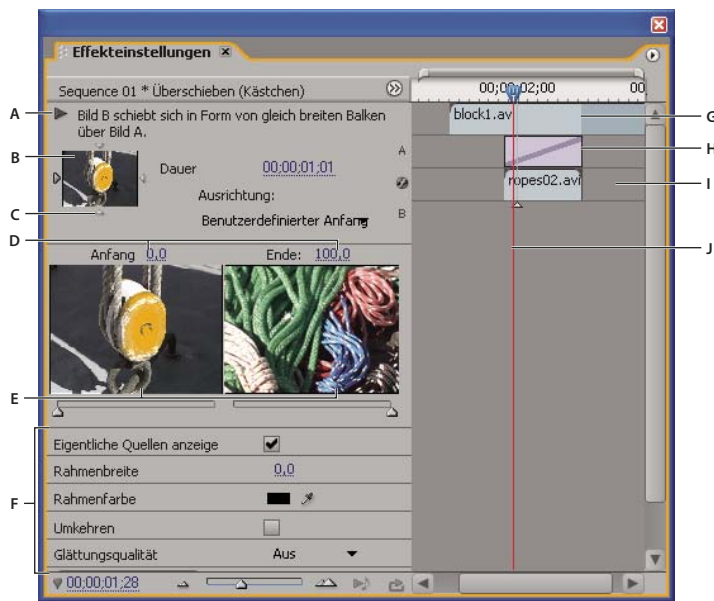 Effekteinstellungen
Sequence 01 * Überschieben (Kästchen)
00;00;02;00
00
A
Bild B schiebt sich in Form von gleich breiten Balken
über Bild A.
block1.av
G
B
Dauer 00;00;01;01
A
H
Ausrichtung:
ropes02.avi
I
C
Benutzerdefinierter Anfang
B
D
J
Anfang 0,0
Ende: 100,0
E
F
Eigentliche Quellen anzeige
Rahmenbreite 0,0
Rahmenfarbe
Umkehren
Glättungsqualität Aus
00;00;01;28